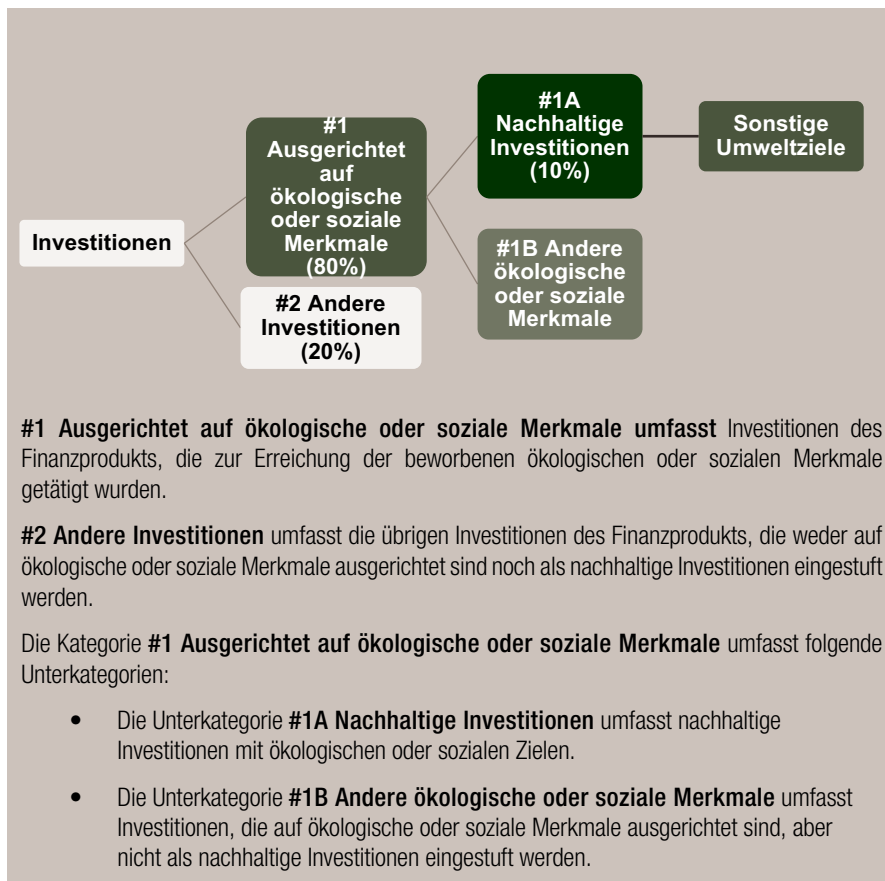 #1
Ausgerichtet
auf
ökologische
oder soziale
Merkmale
(80%)
#1A
Nachhaltige
Investitionen
(10%)
Sonstige
Umweltziele
Investitionen
#1B Andere
ökologische
oder soziale
Merkmale
#2 Andere
Investitionen
(20%)
#1 Ausgerichtet auf ökologische oder soziale Merkmale umfasst Investitionen des
Finanzprodukts, die zur Erreichung der beworbenen ökologischen oder sozialen Merkmale
getätigt wurden.
#2 Andere Investitionen umfasst die übrigen Investitionen des Finanzprodukts, die weder auf
ökologische oder soziale Merkmale ausgerichtet sind noch als nachhaltige Investitionen eingestuft
werden.
Die Kategorie #1 Ausgerichtet auf ökologische oder soziale Merkmale umfasst folgende
Unterkategorien:
• Die Unterkategorie #1A Nachhaltige Investitionen umfasst nachhaltige
Investitionen mit ökologischen oder sozialen Zielen.
• Die Unterkategorie #1B Andere ökologische oder soziale Merkmale umfasst
Investitionen, die auf ökologische oder soziale Merkmale ausgerichtet sind, aber
nicht als nachhaltige Investitionen eingestuft werden.